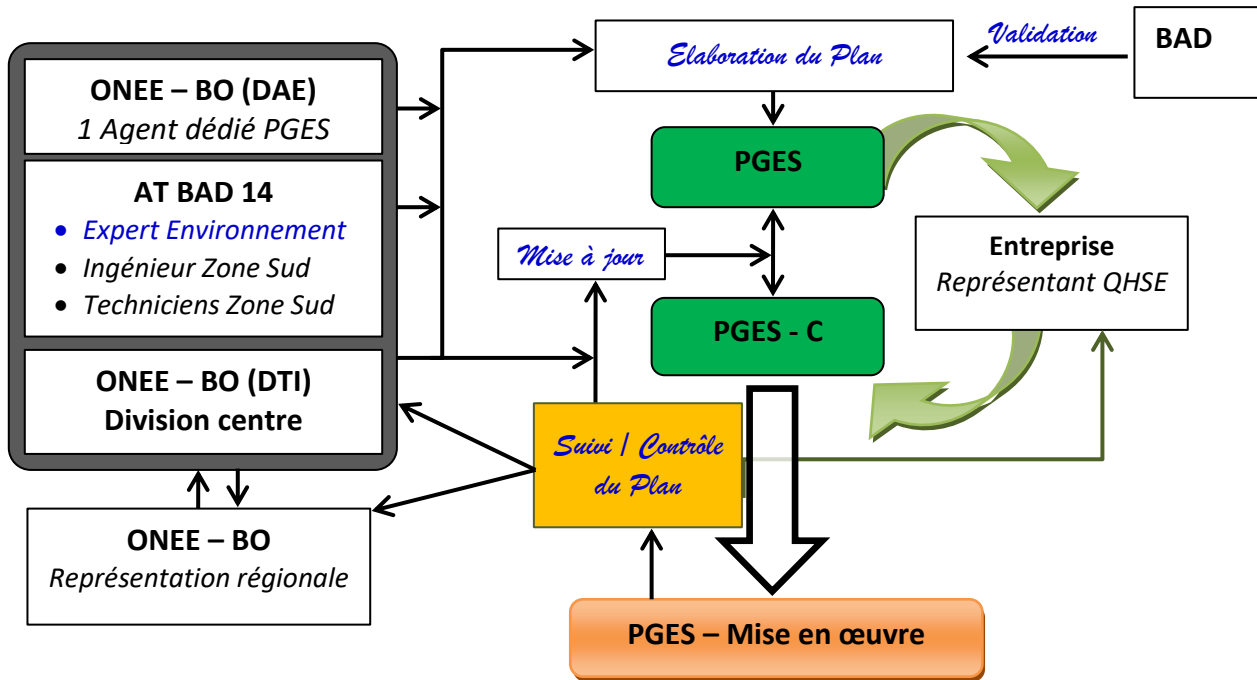 ONEE – BO (DAE)
1 Agent dédié PGES
AT BAD 14
• Expert Environnement
• Ingénieur Zone Sud
• Techniciens Zone Sud
ONEE – BO (DTI)
Division centre
ONEE – BO
Représentation régionale
Elaboration du Plan
Validation
BAD
PGES
Mise à jour
PGES - C
Entreprise
Représentant QHSE
Suivi / Contrôle
du Plan
PGES – Mise en œuvre